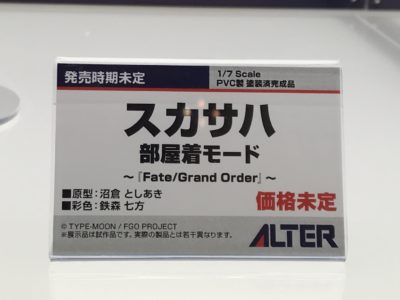 発売時期未定
1/7 Scale
PVC製 塗装済完成品
スカサハ
部屋着モード
～『Fate/Grand Order』～
■原型：沼倉 としあき
■彩色：鉄森 七方
価格未定
© TYPE-MOON / FGO PROJECT
※展示品は試作品です。実際の製品とは若干異なります。
ALTER